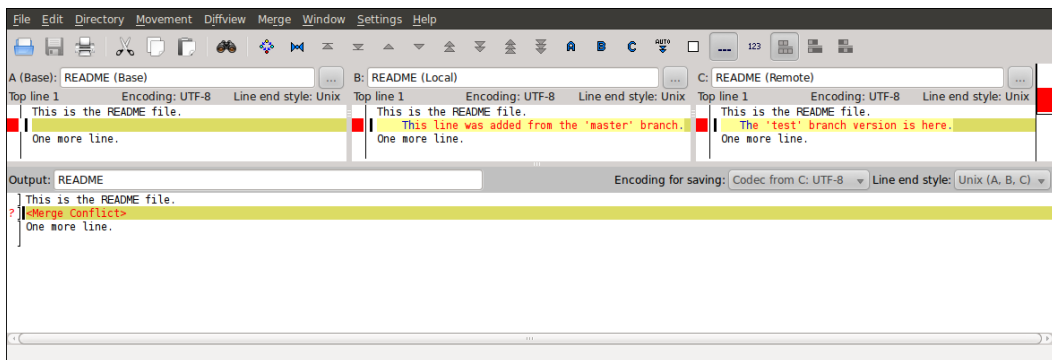 File Edit Directory Movement Diffview Merge Window Settings Help
A B C AUTO 123
A (Base): README (Base) ... B: README (Local) ... C: README (Remote) ...
Top line 1 Encoding: UTF-8 Line end style: Unix Top line 1 Encoding: UTF-8 Line end style: Unix Top line 1 Encoding: UTF-8 Line end style: Unix
This is the README file. This is the README file. This is the README file.
This line was added from the 'master' branch. The 'test' branch version is here.
One more line. One more line. One more line.
Output: README Encoding for saving: Codec from C: UTF-8 Line end style: Unix (A, B, C)
This is the README file.
? <Merge Conflict>
One more line.